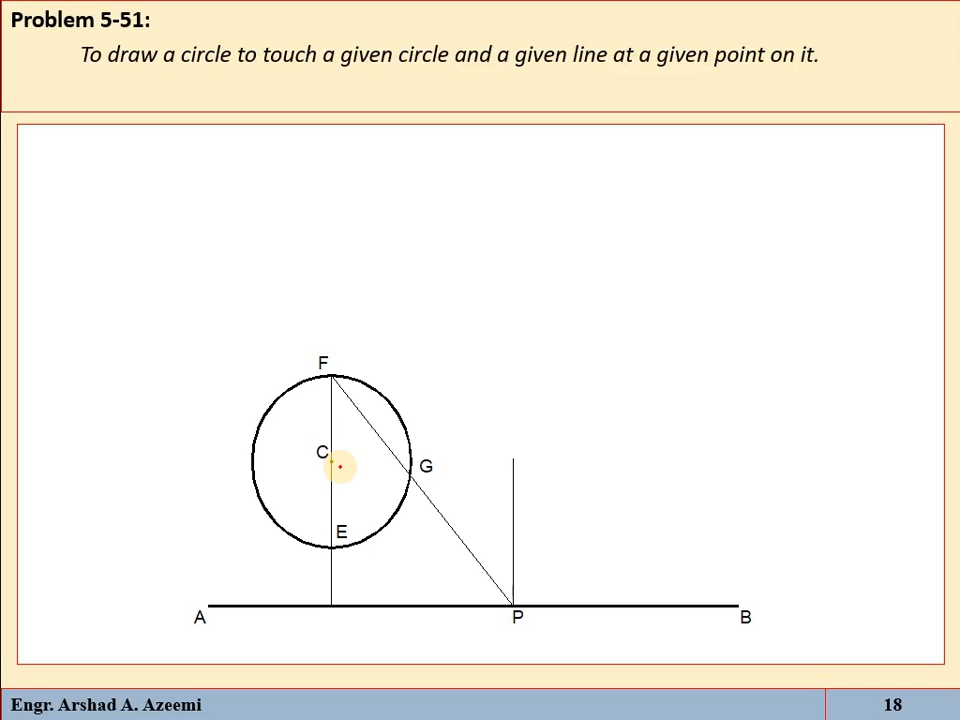 Problem 5-51:
To draw a circle to touch a given circle and a given line at a given point on it.
F
C
G
E
A
P
B
Engr. Arshad A. Azeemi
18